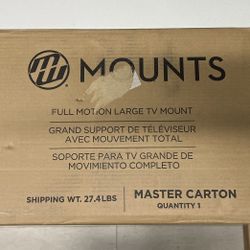 MOUNTS
FULL MOTION LARGE TV MOUNT
GRAND SUPPORT DE TÉLÉVISEUR
AVEC MOUVEMENT TOTAL
SOPORTE PARA TV GRANDE DE
MOVIMIENTO COMPLETO
SHIPPING WT. 27.4LBS
MASTER CARTON
QUANTITY 1